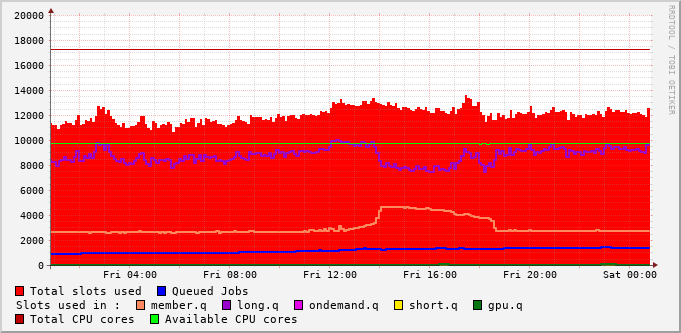 20000
18000
16000
14000
12000
10000
8000
6000
4000
2000
0
Fri 04:00 Fri 08:00 Fri 12:00 Fri 16:00 Fri 20:00 Sat 00:00
RRDTOOL / TOBI OETIKER
Total slots used Queued Jobs
Slots used in : member.q long.q ondemand.q short.q gpu.q
Total CPU cores Available CPU cores